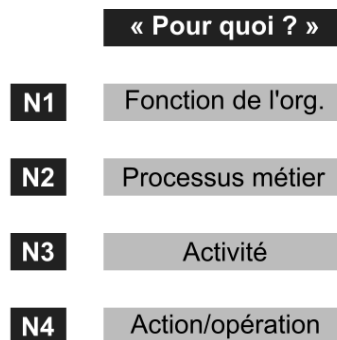 « Pour quoi ? »
N1 Fonction de l'org.
N2 Processus métier
N3 Activité
N4 Action/opération